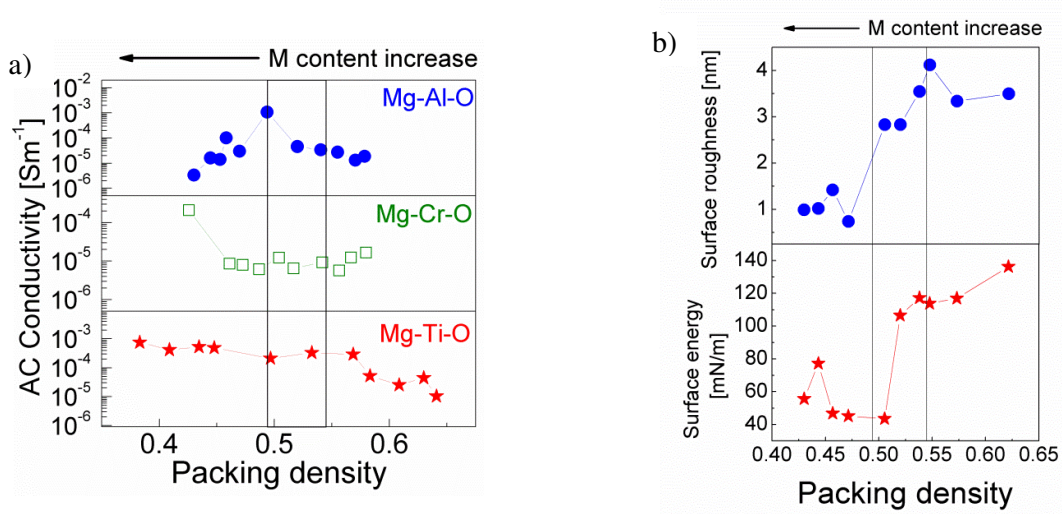 a)
M content increase
AC Conductivity [Sm⁻¹]
10⁻²
10⁻³
10⁻⁴
10⁻⁵
10⁻⁶
Mg-Al-O
10⁻⁴
10⁻⁵
10⁻⁶
Mg-Cr-O
10⁻³
10⁻⁴
10⁻⁵
10⁻⁶
Mg-Ti-O
0.4 0.5 0.6
Packing density
b)
M content increase
Surface roughness [nm]
4
3
2
1
Surface energy
[mN/m]
140
120
100
80
60
40
0.40 0.45 0.50 0.55 0.60 0.65
Packing density